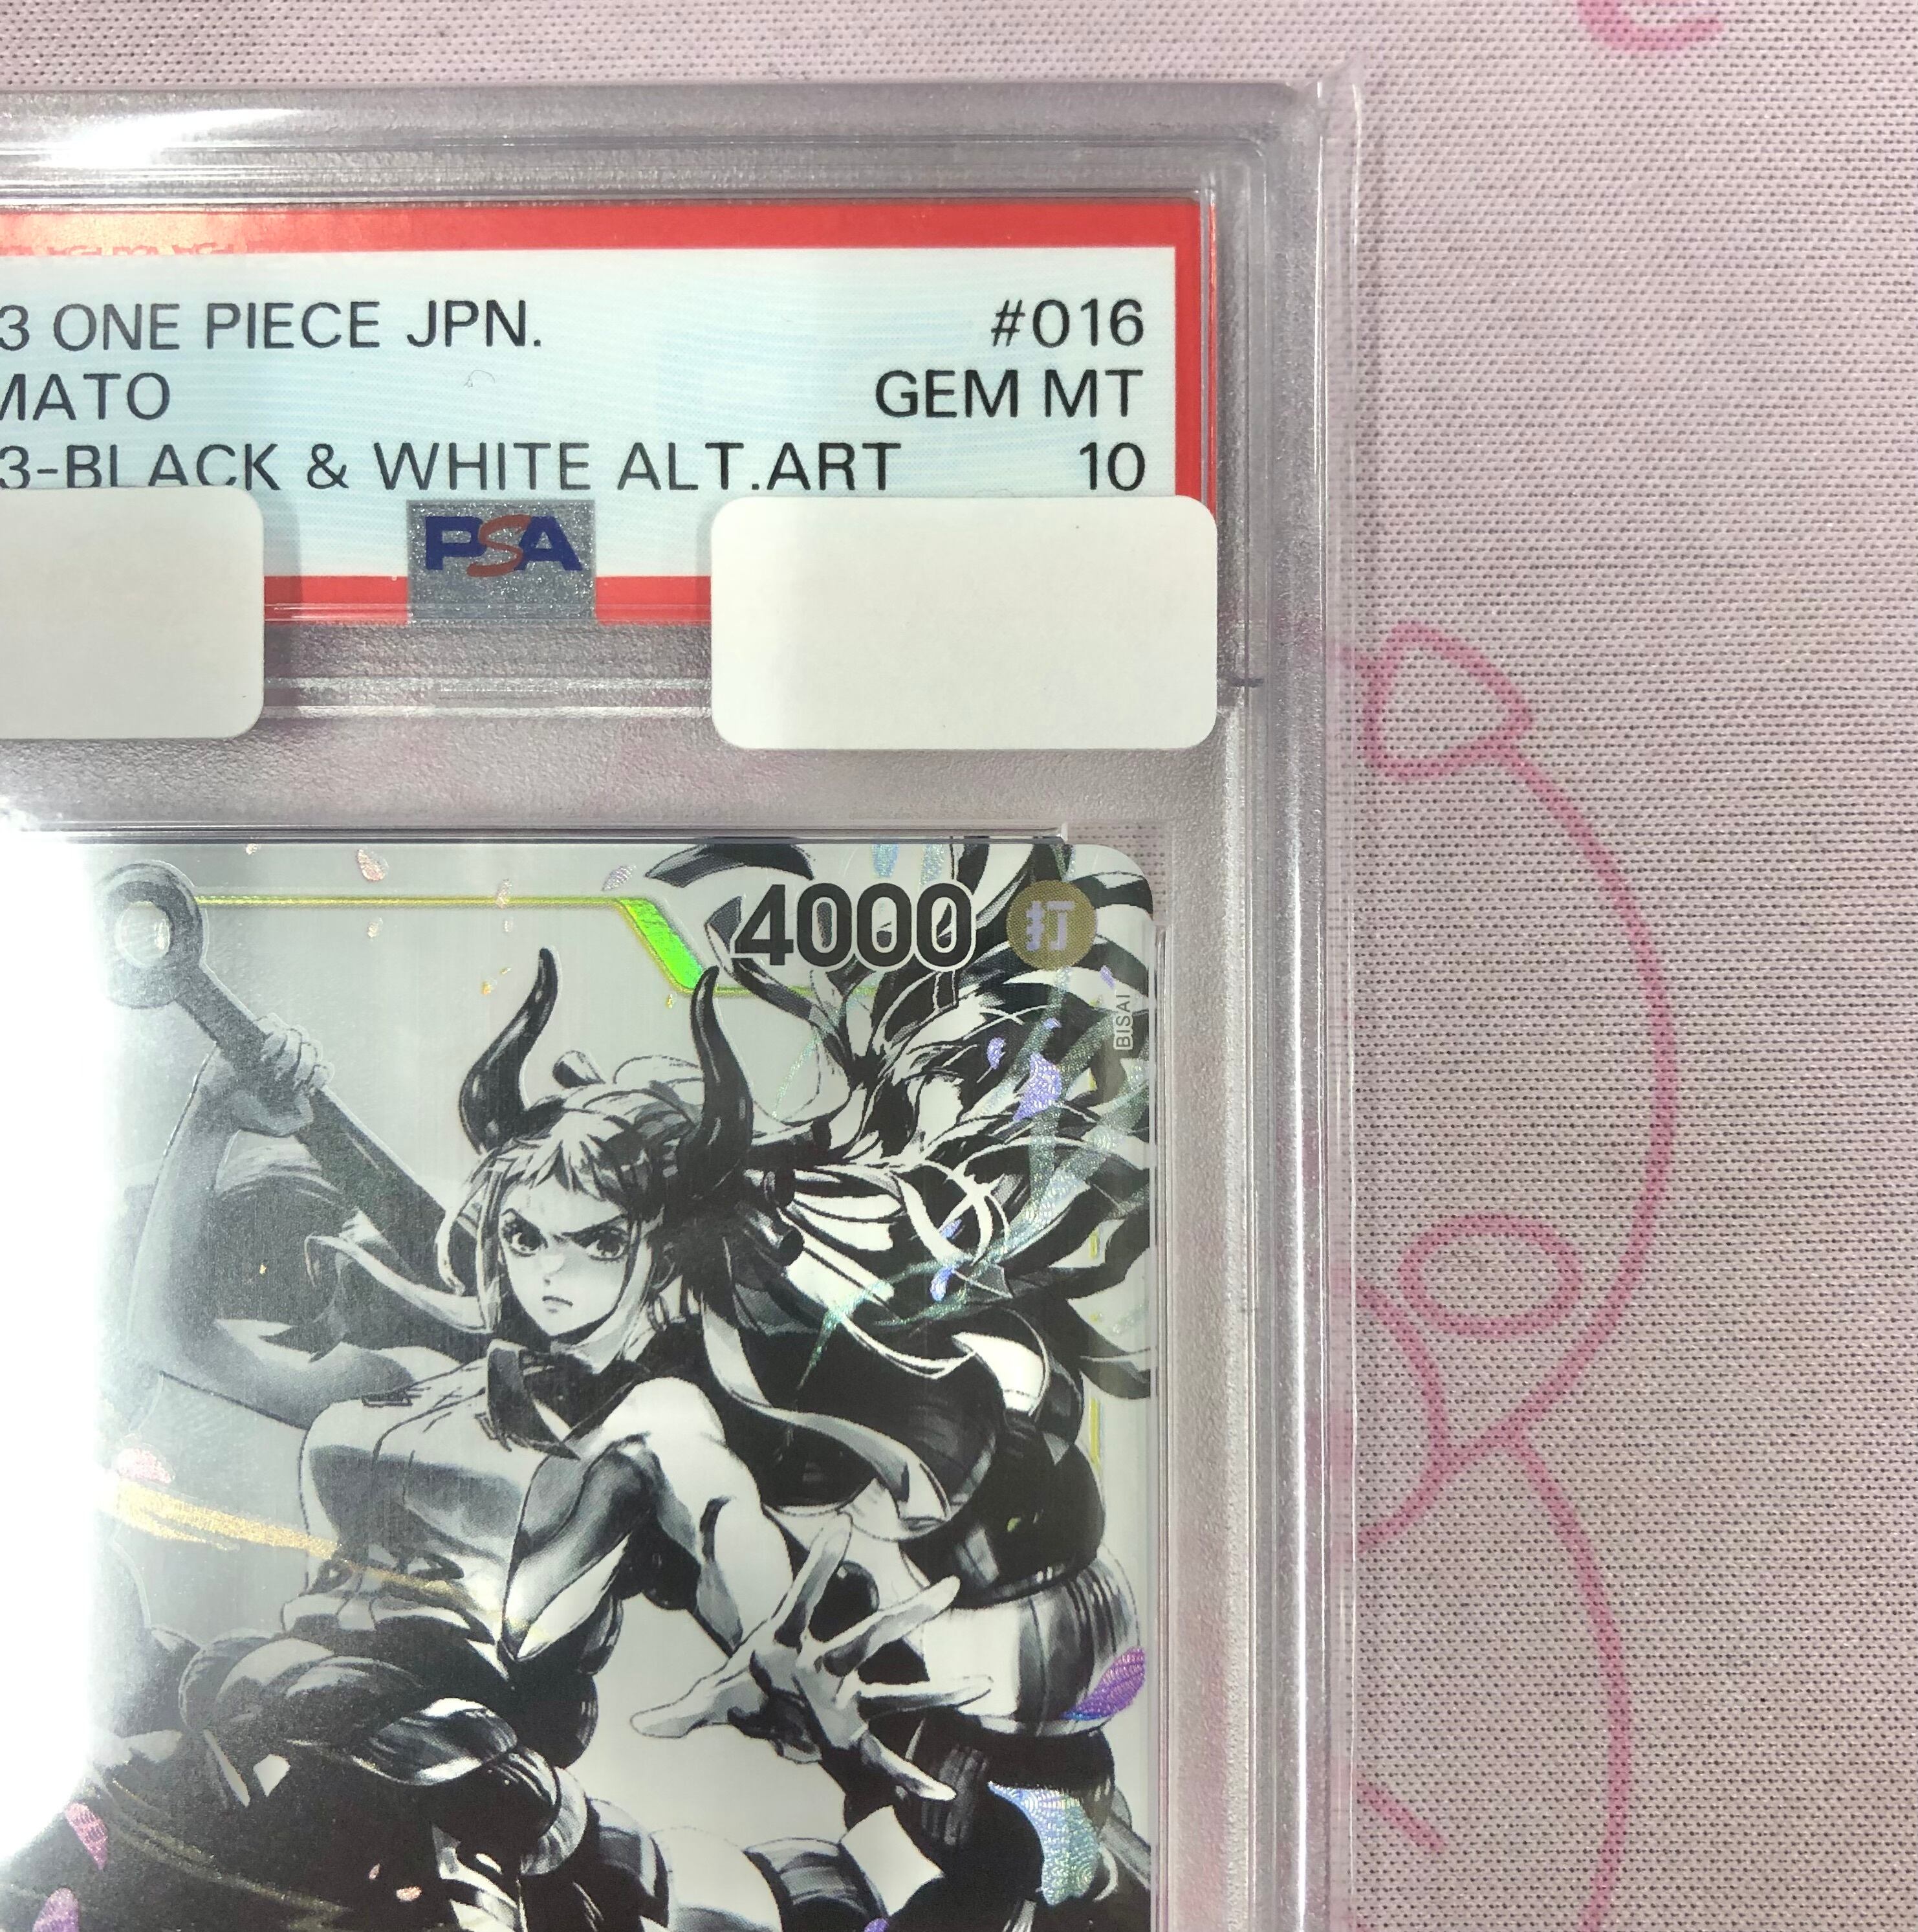 3 ONE PIECE JPN. #016
MATO GEM MT
3-BLACK & WHITE ALT.ART 10
PSA
4000 打
BISAI